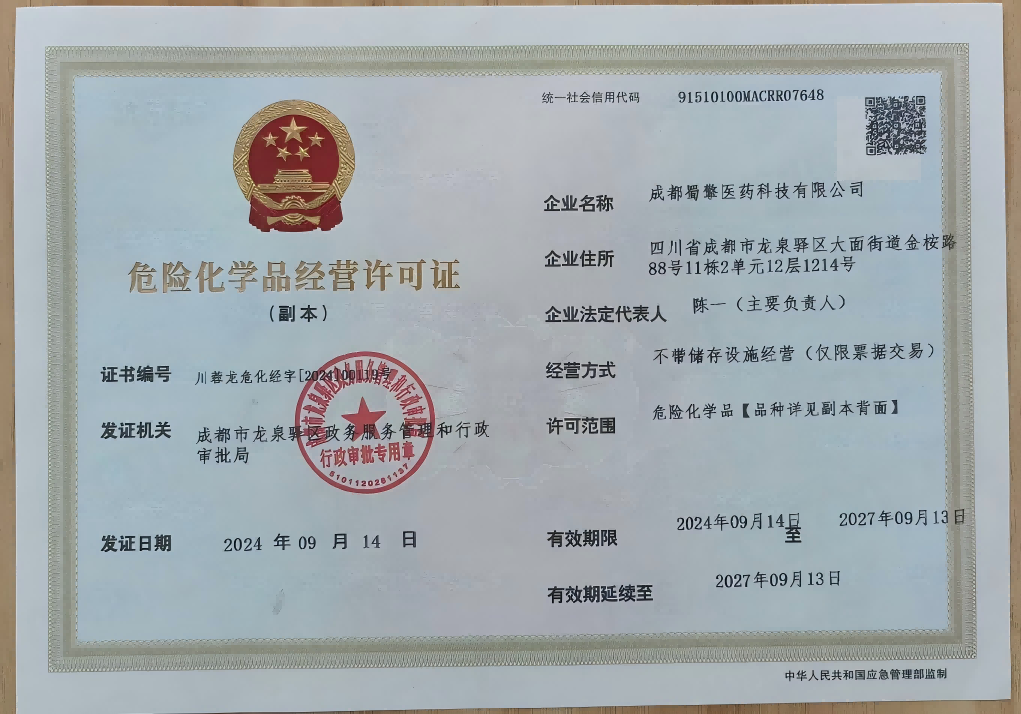 统一社会信用代码 91510100MACRR07648
危险化学品经营许可证
(副本)
证书编号 川蓉龙危化经字[2024]00119号
发证机关 成都市龙泉驿区政务服务管理和行政
审批局
行政审批专用章
5101120281137
发证日期 2024 年 09 月 14 日
企业名称 成都蜀擎医药科技有限公司
企业住所 四川省成都市龙泉驿区大面街道金桉路
88号11栋2单元12层1214号
企业法定代表人 陈一（主要负责人）
经营方式 不带储存设施经营（仅限票据交易）
许可范围 危险化学品【品种详见副本背面】
有效期限 2024年09月14日 至 2027年09月13日
有效期延续至 2027年09月13日
中华人民共和国应急管理部监制